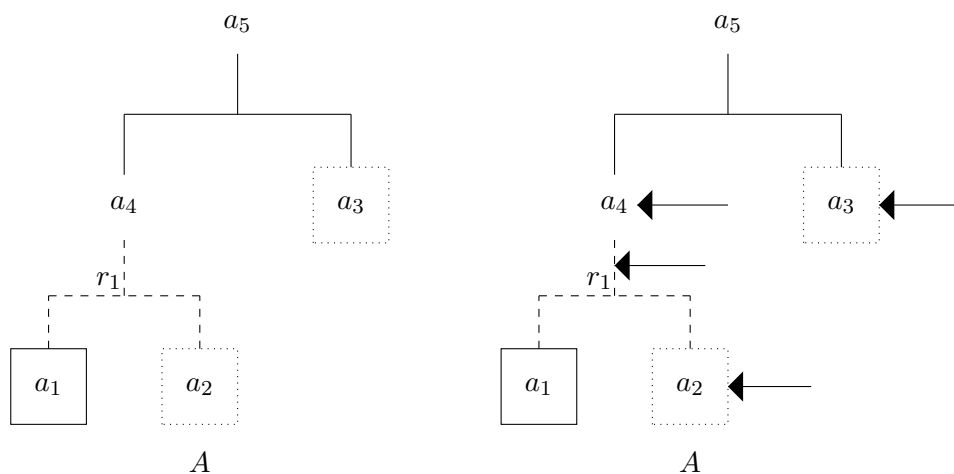 a₅ a₅
a₄ a₃ a₄ a₃
r₁ r₁
a₁ a₂ a₁ a₂
A A